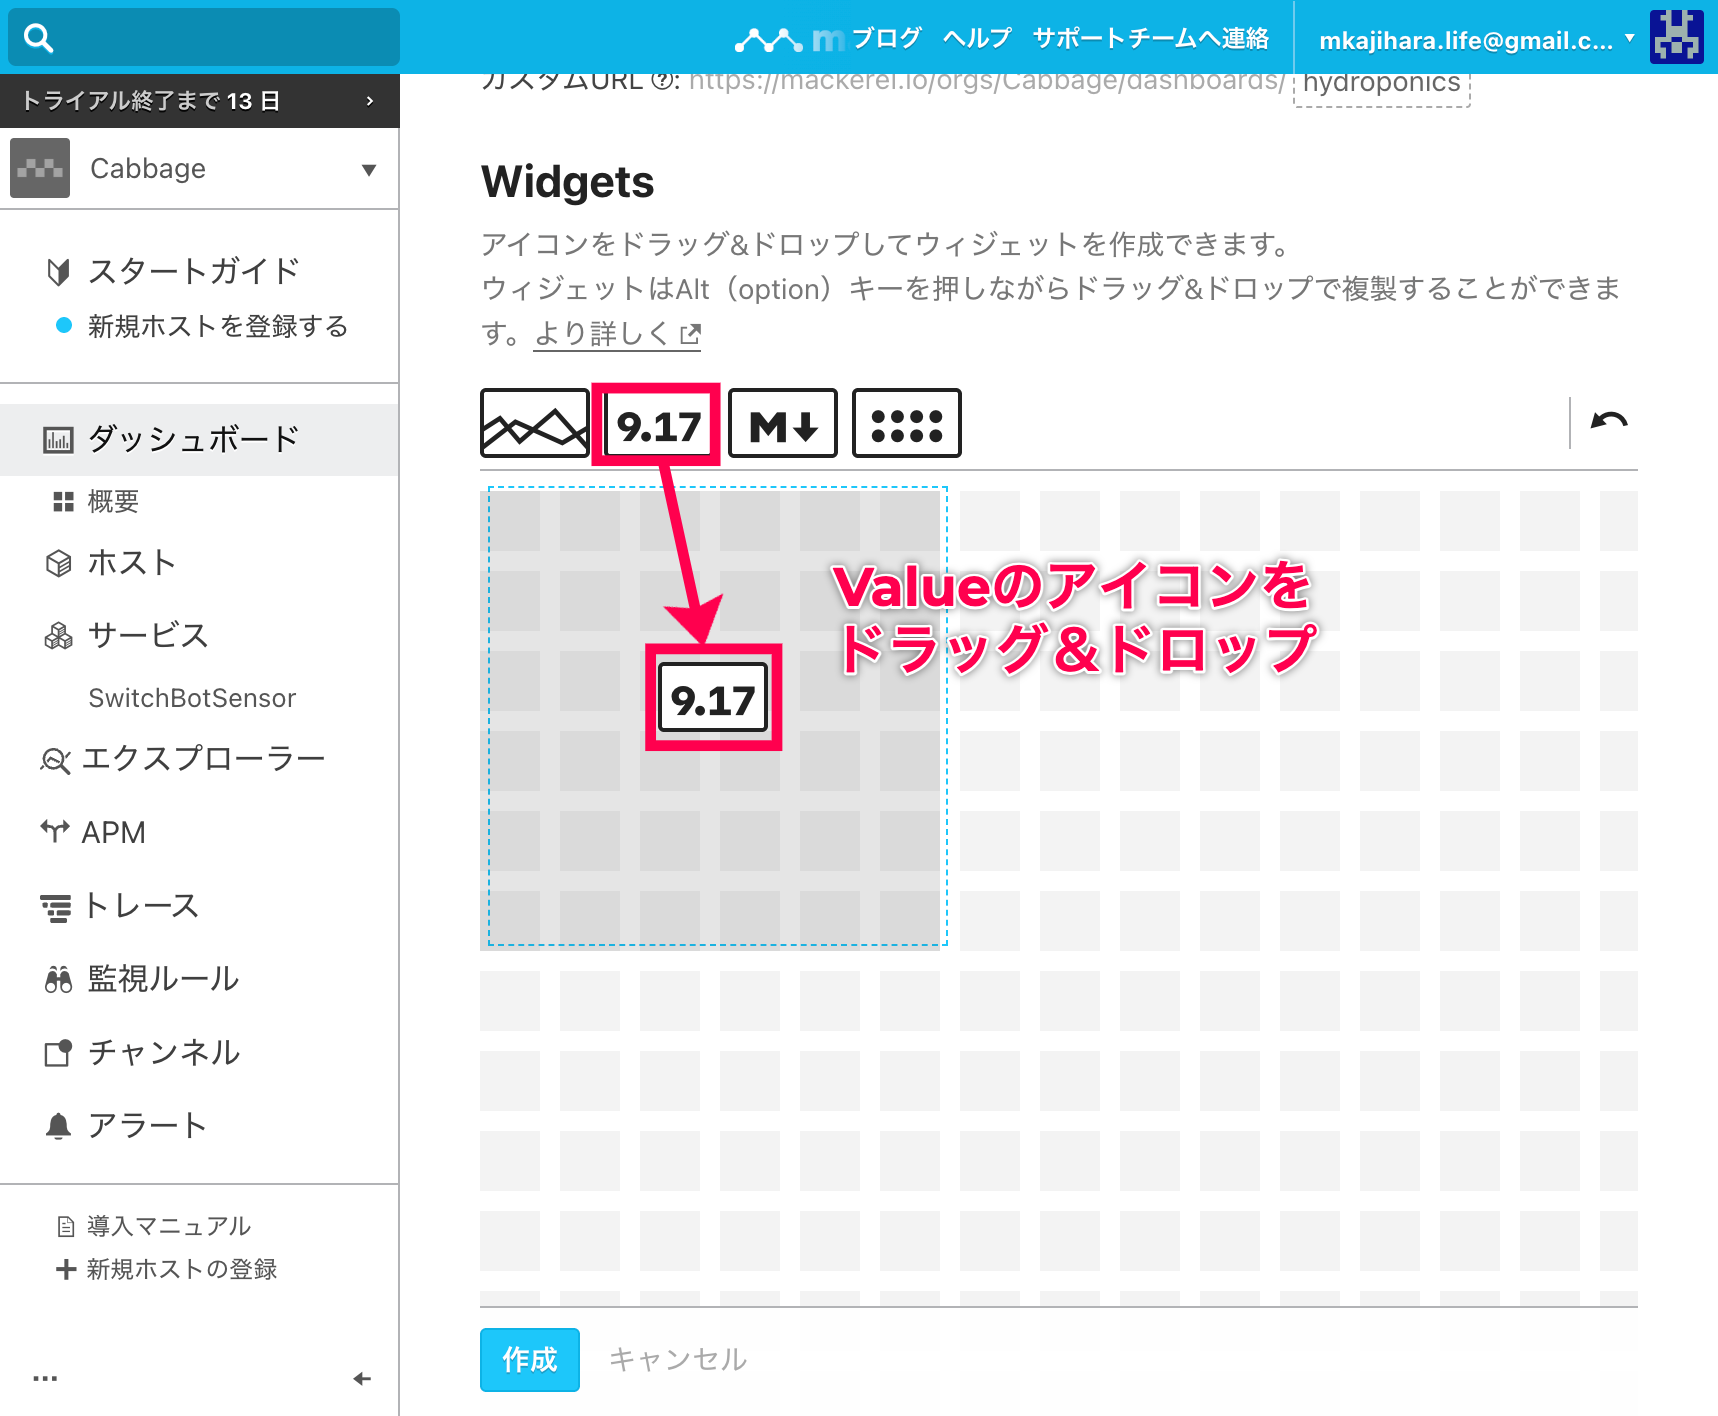 ブログ ヘルプ サポートチームへ連絡
mkajihara.life@gmail.c...
トライアル終了まで 13 日
Cabbage
スタートガイド
新規ホストを登録する
ダッシュボード
概要
ホスト
サービス
SwitchBotSensor
エクスプローラー
APM
トレース
監視ルール
チャンネル
アラート
導入マニュアル
新規ホストの登録
...
カスタムURL ?: https://mackerel.io/orgs/Cabbage/dashboards/ hydroponics
Widgets
アイコンをドラッグ&ドロップしてウィジェットを作成できます。
ウィジェットはAlt（option）キーを押しながらドラッグ&ドロップで複製することができま
す。より詳しく
9.17 M↓
Valueのアイコンを
ドラッグ＆ドロップ
9.17
作成 キャンセル